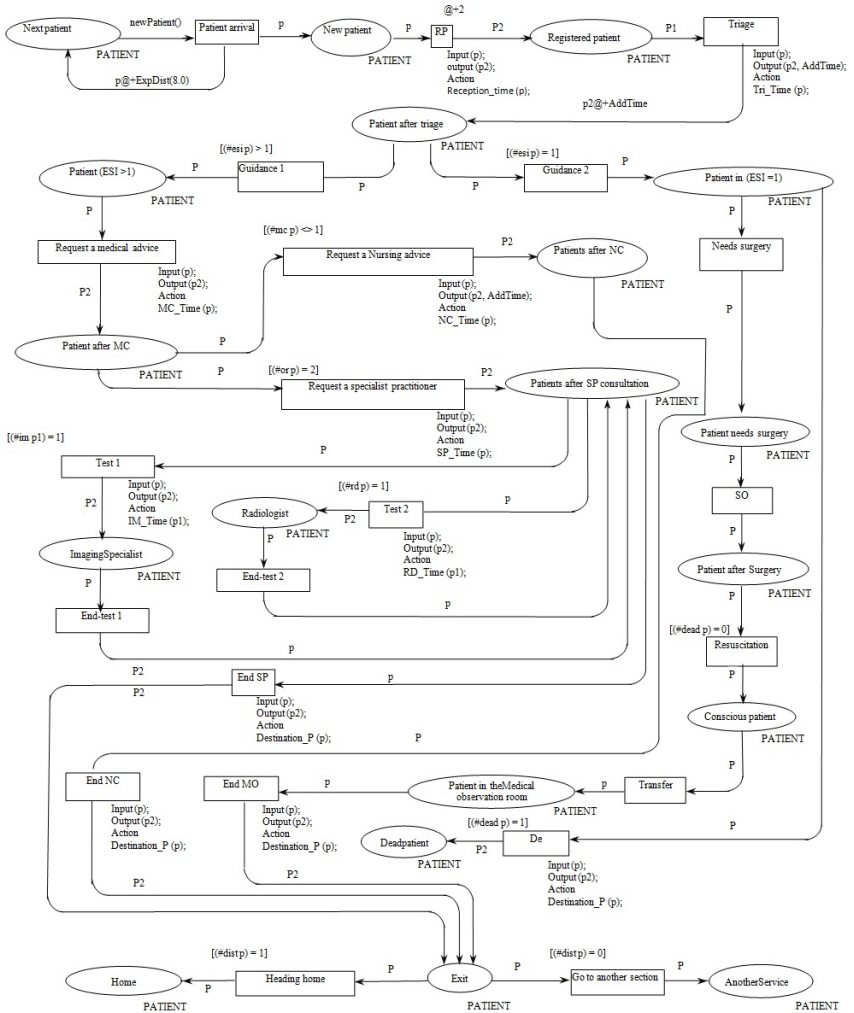 Next patient
newPatient()
Patient arrival
p
New patient
p
@+2
RP
P2
Registered patient
P1
Triage
PATIENT
PATIENT
PATIENT
p@+ExpDist(8.0)
Input (p);
output (p2);
Action
Reception_time (p);
Input (p);
Output (p2, AddTime);
Action
Tri_Time (p);
p2@+AddTime
Patient after triage
PATIENT
[(#esi p) > 1]
[(#esi p) = 1]
Patient (ESI >1)
P
Guidance 1
P
P
Guidance 2
P
Patient in (ESI =1)
PATIENT
PATIENT
P
P
Request a medical advice
[(#mc p) <> 1]
Request a Nursing advice
P2
Patients after NC
PATIENT
Needs surgery
P2
Input (p);
Output (p2);
Action
MC_Time (p);
Input (p);
Output (p2, AddTime);
Action
NC_Time (p);
P
Patient after MC
PATIENT
P
P
[(#or p) = 2]
Request a specialist practitioner
P2
Patients after SP consultation
PATIENT
Input (p);
Output (p2);
Action
SP_Time (p);
Patient needs surgery
PATIENT
[(#im p1) = 1]
Test 1
P
P
P2
Input (p);
Output (p2);
Action
IM_Time (p1);
[(#rd p) = 1]
Radiologist
PATIENT
P2
Test 2
p
SO
P
ImagingSpecialist
PATIENT
P
Input (p);
Output (p2);
Action
RD_Time (p1);
End-test 2
p
Patient after Surgery
PATIENT
P
End-test 1
p
P
[(#dead p) = 0]
Resuscitation
P
P2
P2
End SP
p
Input (p);
Output (p2);
Action
Destination_P (p);
P
Conscious patient
PATIENT
P
End NC
Input (p);
Output (p2);
Action
Destination_P (p);
End MO
Input (p);
Output (p2);
Action
Destination_P (p);
p
Patient in theMedical
observation room
PATIENT
p
Transfer
[(#dead p) = 1]
Deadpatient
PATIENT
P2
De
P
Input (p);
Output (p2);
Action
Destination_P (p);
P2
P2
[(#dist p) = 1]
[(#dist p) = 0]
Home
PATIENT
P
Heading home
P
Exit
PATIENT
P
Go to another section
P
AnotherService
PATIENT